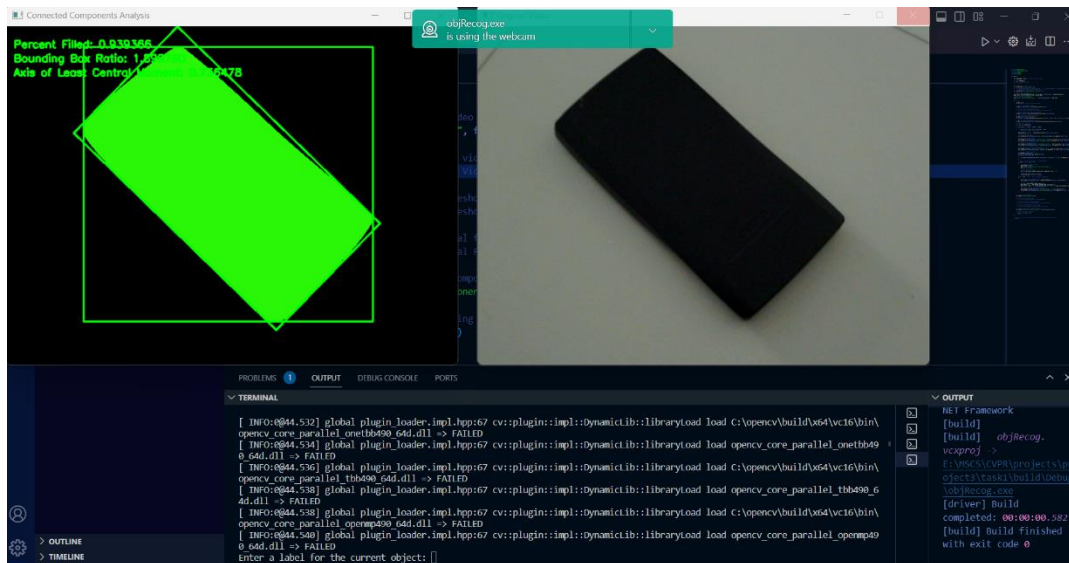 Connected Components Analysis
objRecog.exe
is using the webcam
Percent Filled: 0.939366
Bounding Box Ratio:
Axis of Least Central
PROBLEMS 1 OUTPUT DEBUG CONSOLE PORTS
TERMINAL
[ INFO:0@44.532] global plugin_loader.impl.hpp:67 cv::plugin::impl::DynamicLib::libraryLoad load C:\opencv\build\x64\vc16\bin\
opencv_core_parallel_onetbb490_64d.dll => FAILED
[ INFO:0@44.534] global plugin_loader.impl.hpp:67 cv::plugin::impl::DynamicLib::libraryLoad load opencv_core_parallel_onetbb49
0_64d.dll => FAILED
[ INFO:0@44.536] global plugin_loader.impl.hpp:67 cv::plugin::impl::DynamicLib::libraryLoad load C:\opencv\build\x64\vc16\bin\
opencv_core_parallel_tbb490_64d.dll => FAILED
[ INFO:0@44.538] global plugin_loader.impl.hpp:67 cv::plugin::impl::DynamicLib::libraryLoad load opencv_core_parallel_tbb490_6
4d.dll => FAILED
[ INFO:0@44.538] global plugin_loader.impl.hpp:67 cv::plugin::impl::DynamicLib::libraryLoad load C:\opencv\build\x64\vc16\bin\
opencv_core_parallel_openmp490_64d.dll => FAILED
[ INFO:0@44.540] global plugin_loader.impl.hpp:67 cv::plugin::impl::DynamicLib::libraryLoad load opencv_core_parallel_openmp49
0_64d.dll => FAILED
Enter a label for the current object:
OUTPUT
NET Framework
[build]
[build] objRecog.
vcxproj ->
E:\MSCS\CVPR\projects\pr
oject3\task1\build\Debu
\objRecog.exe
[driver] Build
completed: 00:00:00.582
[build] Build finished
with exit code 0
OUTLINE
TIMELINE